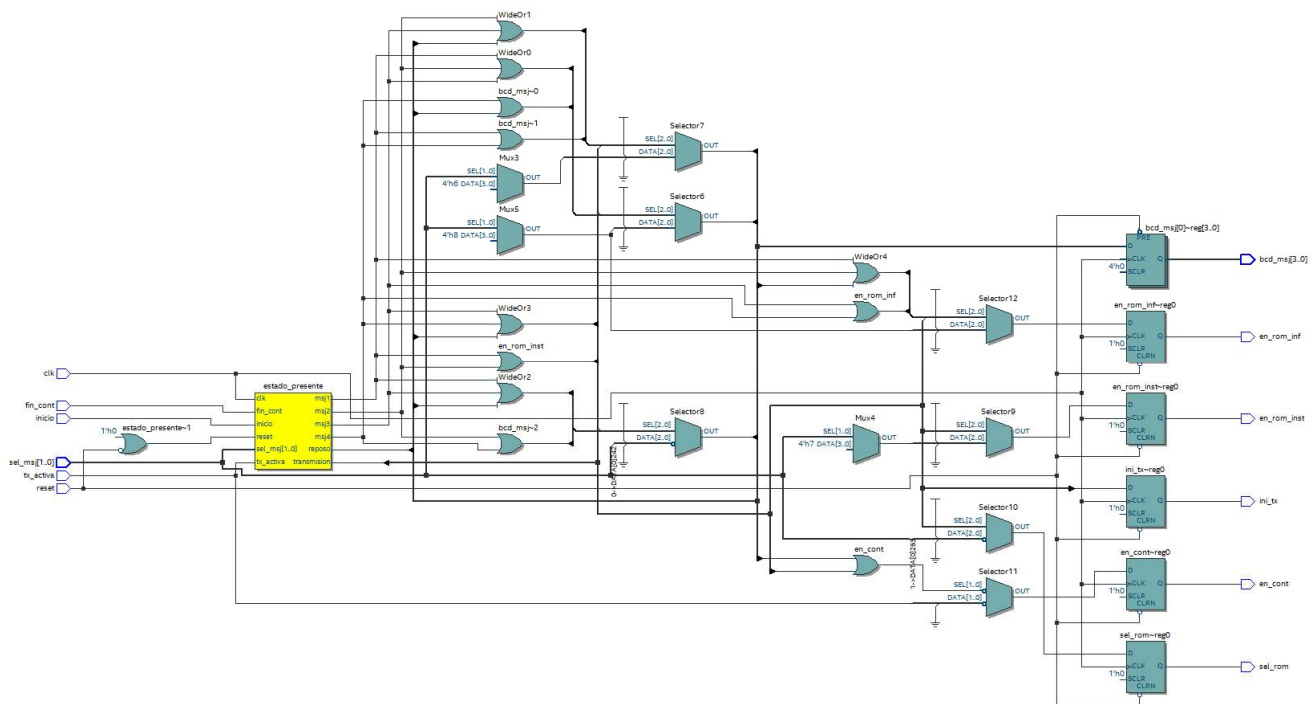 WideOr1
WideOr0
bcd_msj~0
bcd_msj~1
Selector7
SEL[2..0]
DATA[2..0]
OUT
Mux3
SEL[1..0]
4'h6 DATA[3..0]
OUT
Selector6
SEL[2..0]
DATA[2..0]
OUT
Mux5
SEL[1..0]
4'h8 DATA[3..0]
OUT
bcd_msj[0]~reg[3..0]
PRE
D
CLK Q
4'h0 SCLR
bcd_msj[3..0]
WideOr4
en_rom_inf
Selector12
SEL[2..0]
DATA[2..0]
OUT
en_rom_inf~reg0
D
CLK Q
1'h0 SCLR
CLRN
en_rom_inf
WideOr3
en_rom_inst
WideOr2
bcd_msj~2
clk
fin_cont
inicio
sel_msj[1..0]
tx_activa
reset
1'h0
estado_presente~1
estado_presente
clk msj1
fin_cont msj2
inicio msj3
reset msj4
sel_msj[1..0] reposo
tx_activa transmision
Selector8
SEL[2..0]
DATA[2..0]
OUT
0->DATA[0]242
Mux4
SEL[1..0]
4'h7 DATA[3..0]
OUT
Selector9
SEL[2..0]
DATA[2..0]
OUT
en_rom_inst~reg0
D
CLK Q
1'h0 SCLR
CLRN
en_rom_inst
ini_tx~reg0
D
CLK Q
1'h0 SCLR
CLRN
ini_tx
Selector10
SEL[2..0]
DATA[2..0]
OUT
en_cont
1->DATA[0]263
Selector11
SEL[1..0]
DATA[1..0]
OUT
en_cont~reg0
D
CLK Q
1'h0 SCLR
CLRN
en_cont
sel_rom~reg0
D
CLK Q
1'h0 SCLR
CLRN
sel_rom